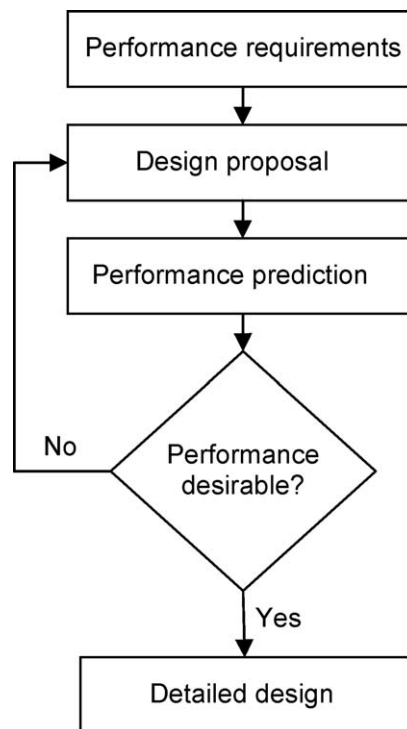 Performance requirements
Design proposal
Performance prediction
No
Performance
desirable?
Yes
Detailed design